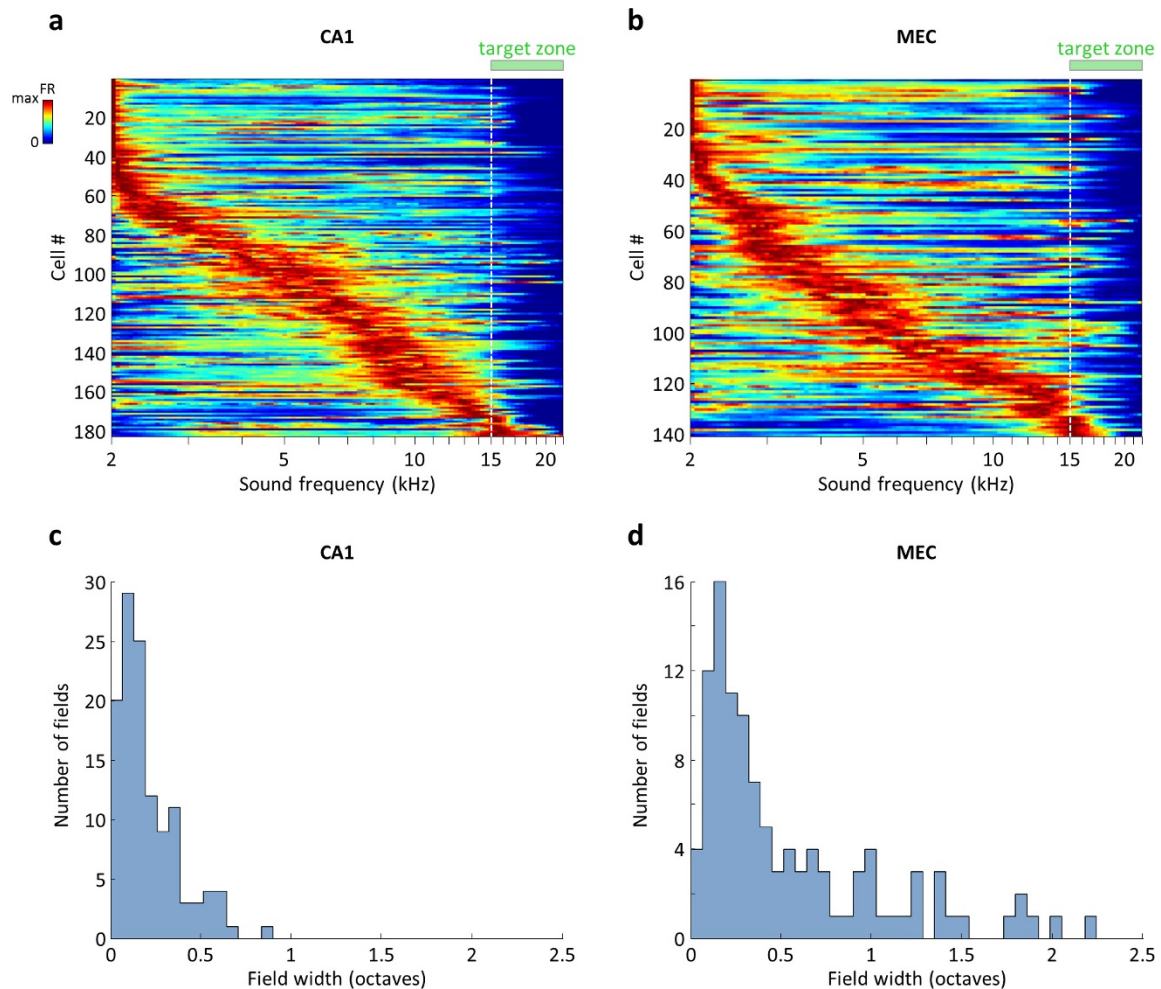 a
CA1
target zone
FR
max
0
20
40
60
80
100
120
140
160
180
Cell #
2
5
10
15
20
Sound frequency (kHz)
b
MEC
target zone
20
40
60
80
100
120
140
Cell #
2
5
10
15
20
Sound frequency (kHz)
c
CA1
30
25
20
15
10
5
0
Number of fields
0
0.5
1
1.5
2
2.5
Field width (octaves)
d
MEC
16
12
8
4
0
Number of fields
0
0.5
1
1.5
2
2.5
Field width (octaves)